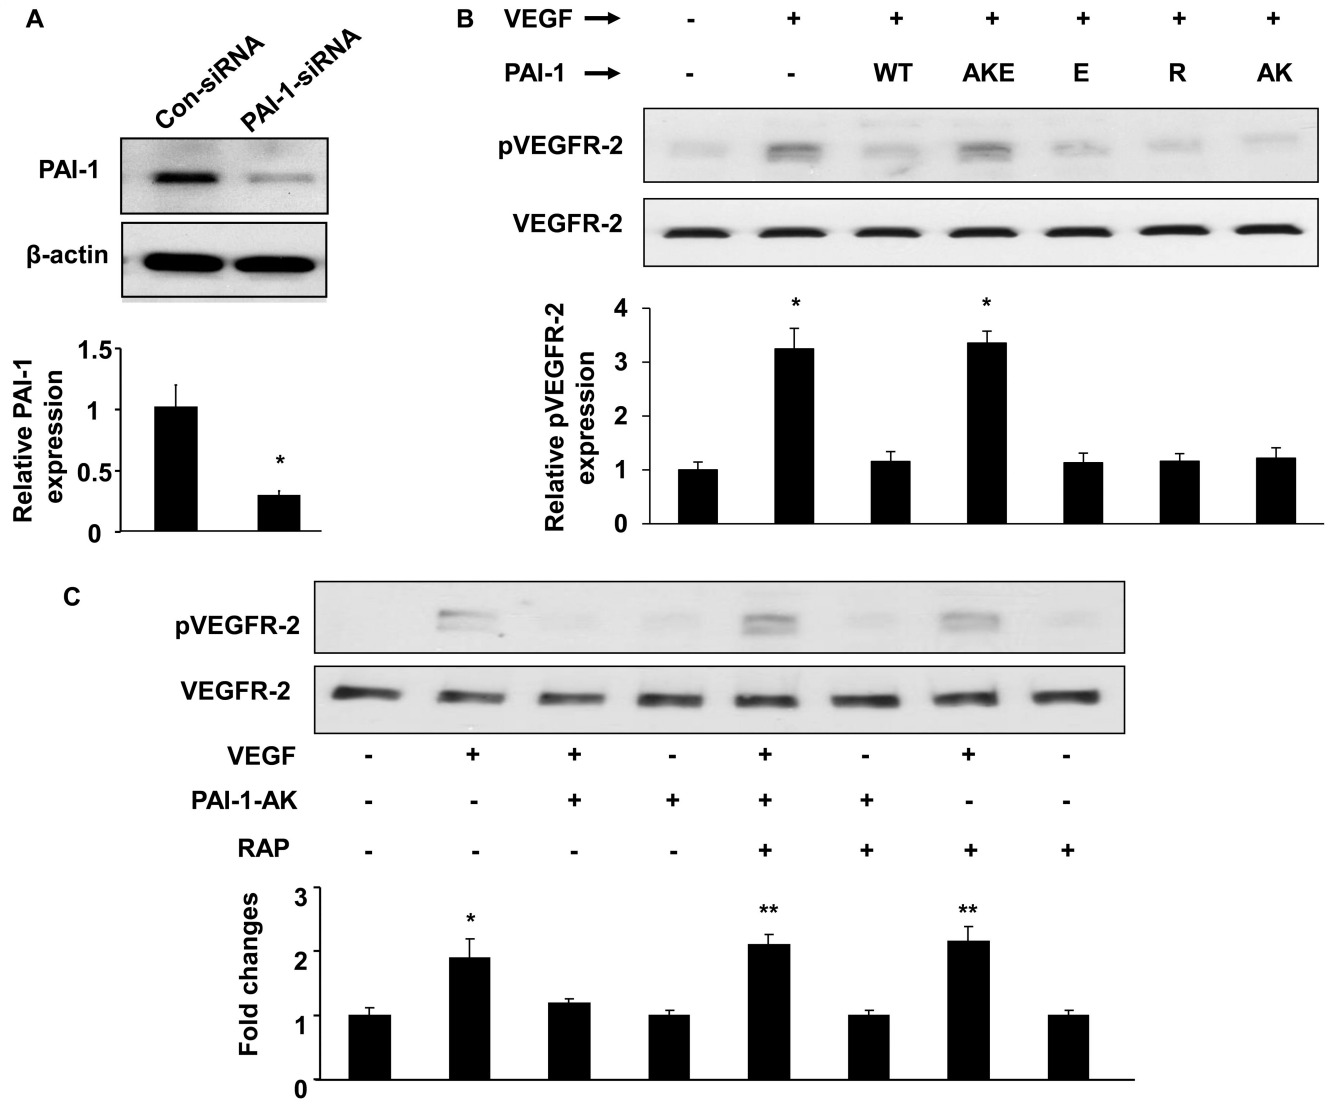 A
Con-siRNA
PAI-1-siRNA
PAI-1
β-actin
1.5
1
0.5
0
Relative PAI-1
expression
*
B
VEGF → - + + + + + +
PAI-1 → - - WT AKE E R AK
pVEGFR-2
VEGFR-2
4
3
2
1
0
Relative pVEGFR-2
expression
* *
C
pVEGFR-2
VEGFR-2
VEGF - + + - + - + -
PAI-1-AK - - + + + + - -
RAP - - - - + + + +
3
2
1
0
Fold changes
* ** **